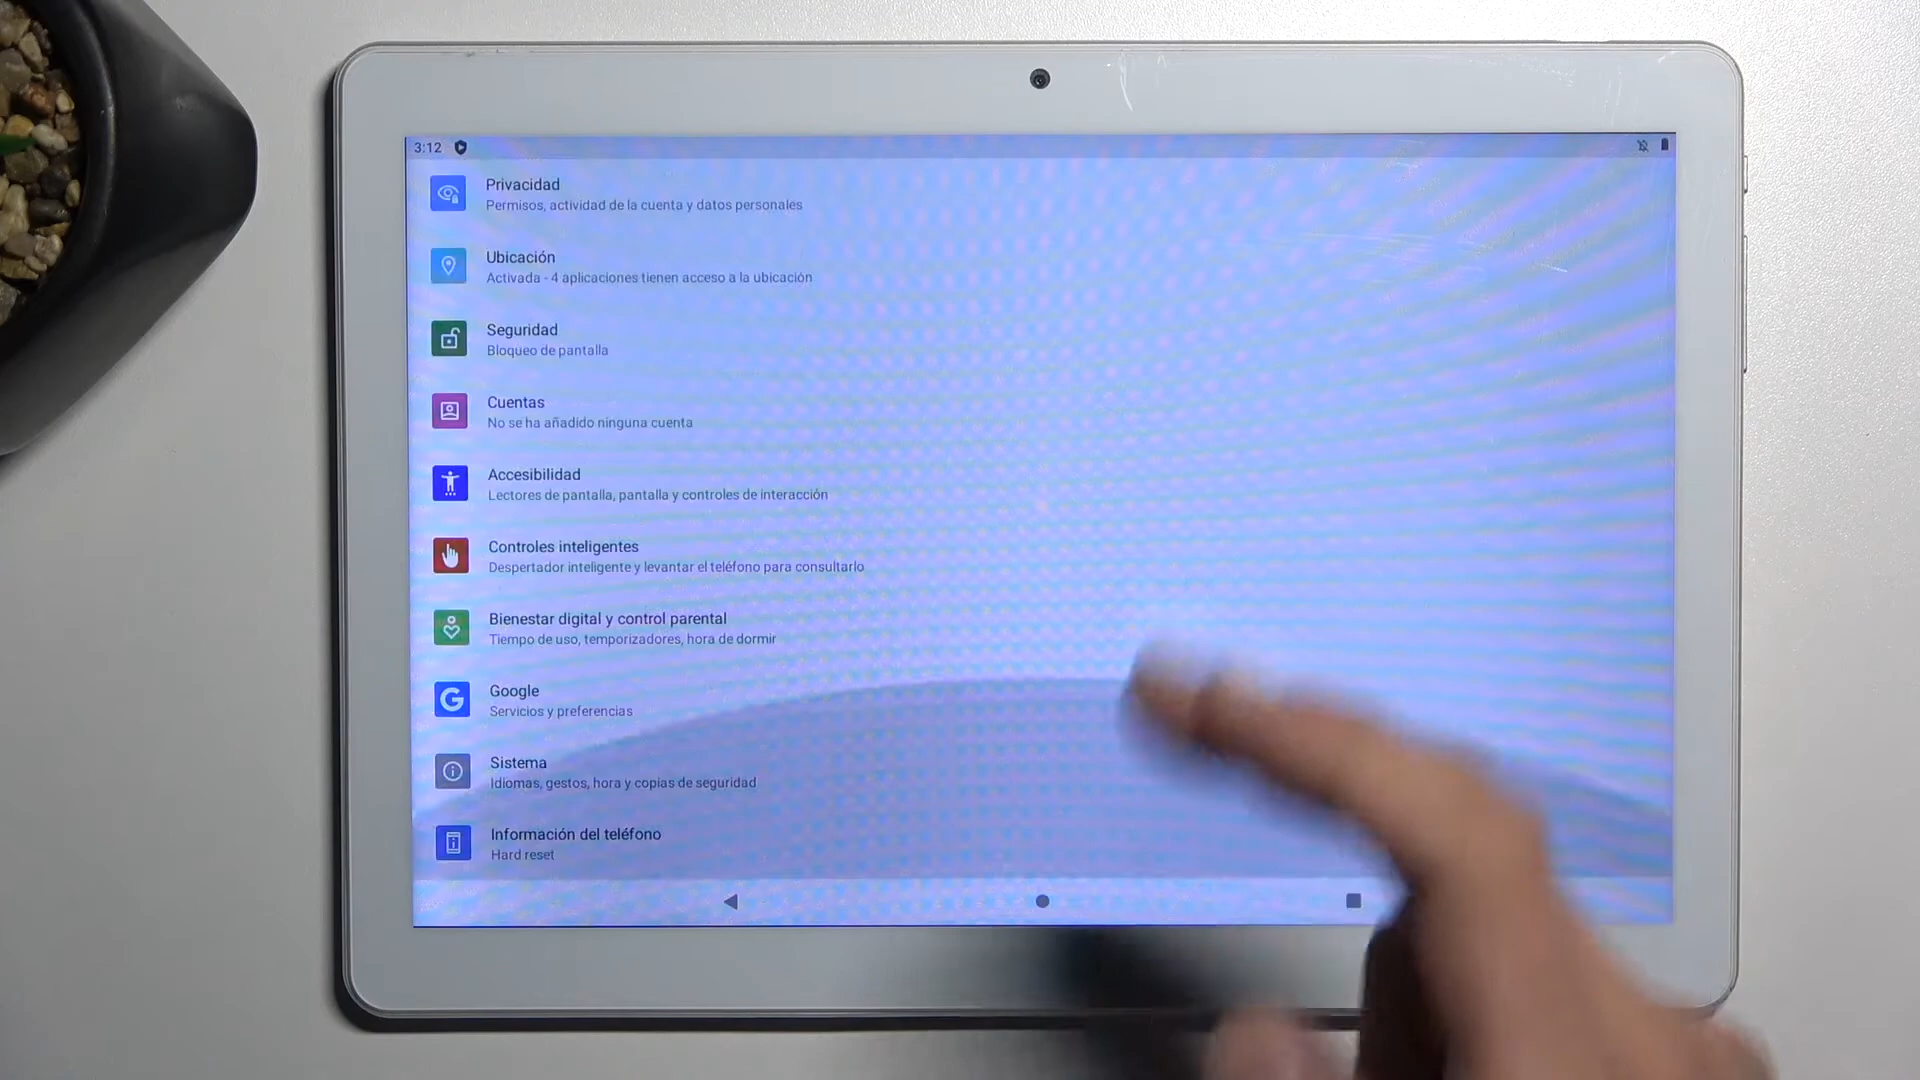 3:12
Privacidad
Permisos, actividad de la cuenta y datos personales
Ubicación
Activada - 4 aplicaciones tienen acceso a la ubicación
Seguridad
Bloqueo de pantalla
Cuentas
No se ha añadido ninguna cuenta
Accesibilidad
Lectores de pantalla, pantalla y controles de interacción
Controles inteligentes
Despertador inteligente y levantar el teléfono para consultarlo
Bienestar digital y control parental
Tiempo de uso, temporizadores, hora de dormir
Google
Servicios y preferencias
Sistema
Idiomas, gestos, hora y copias de seguridad
Información del teléfono
Hard reset